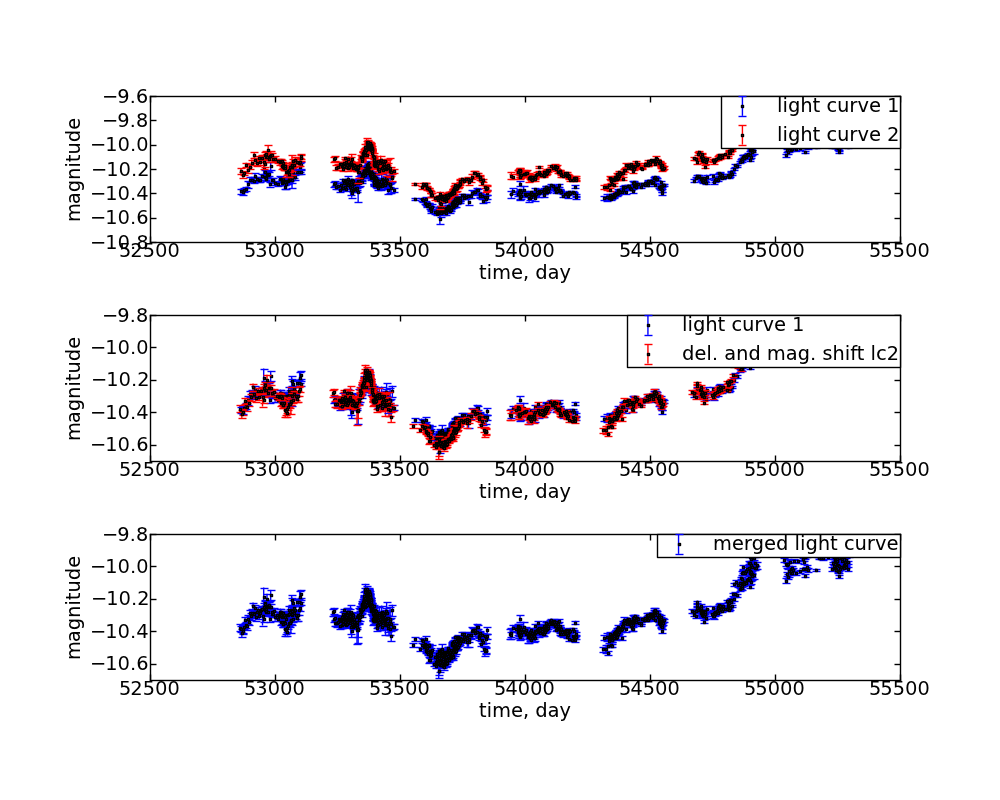 −9.6
light curve 1
−9.8
light curve 2
−10.0
−10.2
−10.4
−10.6
−10.8
magnitude
52500 53000 53500 54000 54500 55000 55500
time, day
−9.8
light curve 1
−10.0
del. and mag. shift lc2
−10.2
−10.4
−10.6
magnitude
52500 53000 53500 54000 54500 55000 55500
time, day
−9.8
merged light curve
−10.0
−10.2
−10.4
−10.6
magnitude
52500 53000 53500 54000 54500 55000 55500
time, day